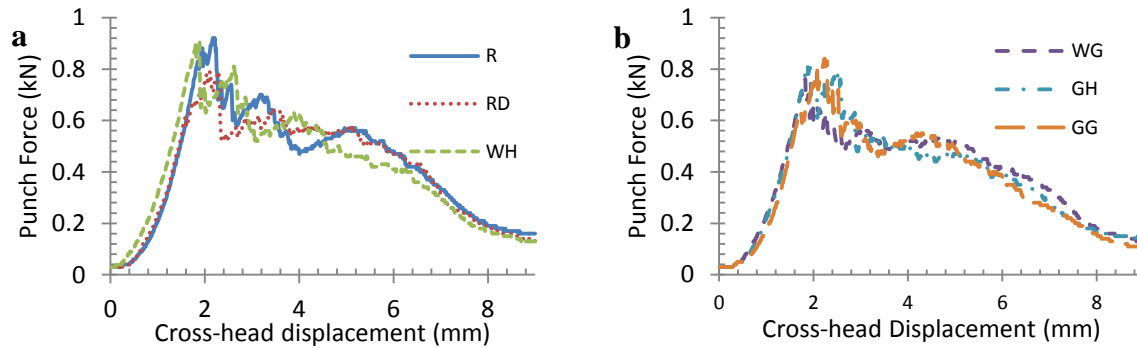 a
Punch Force (kN)
1
0.8
0.6
0.4
0.2
0
0 2 4 6 8
Cross-head displacement (mm)
R
RD
WH
b
Punch Force (kN)
1
0.8
0.6
0.4
0.2
0
0 2 4 6 8
Cross-head Displacement (mm)
WG
GH
GG